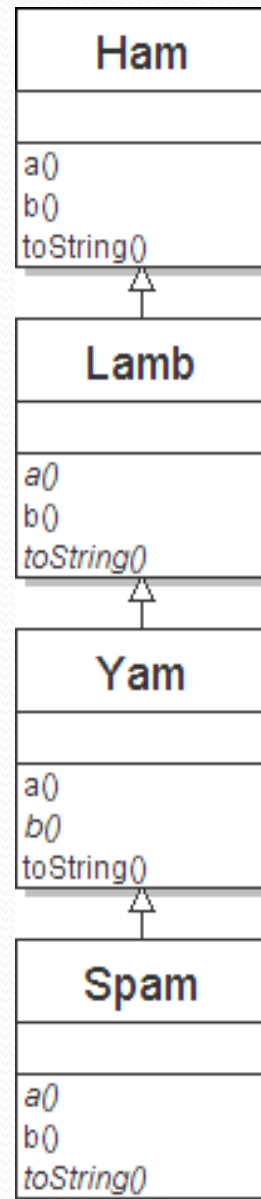 Ham
a()
b()
toString()
Lamb
a()
b()
toString()
Yam
a()
b()
toString()
Spam
a()
b()
toString()